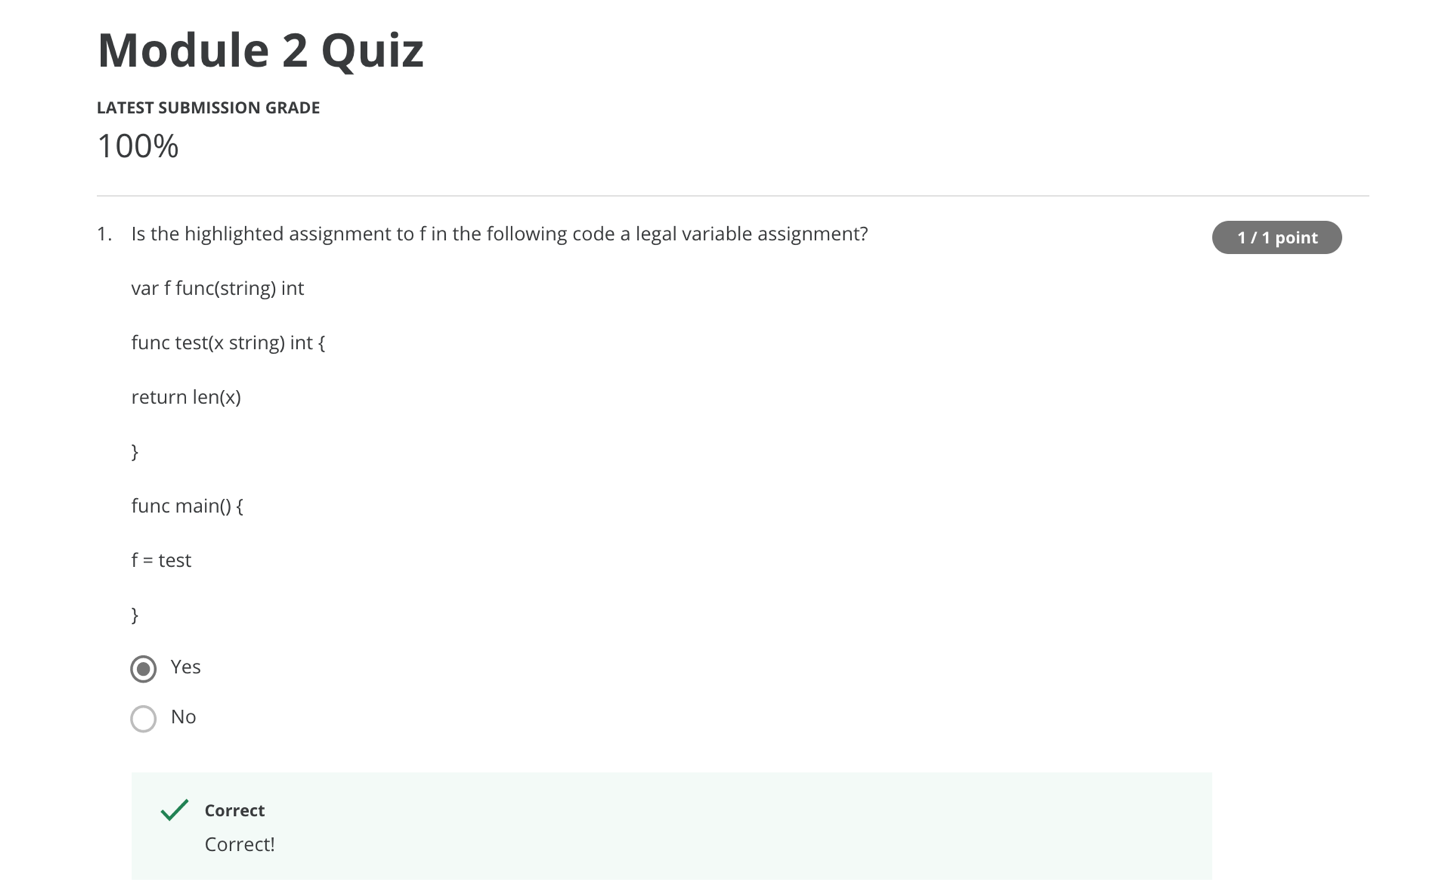 Module 2 Quiz
LATEST SUBMISSION GRADE
100%
1. Is the highlighted assignment to f in the following code a legal variable assignment?
1 / 1 point
var f func(string) int
func test(x string) int {
return len(x)
}
func main() {
f = test
}
Yes
No
Correct
Correct!